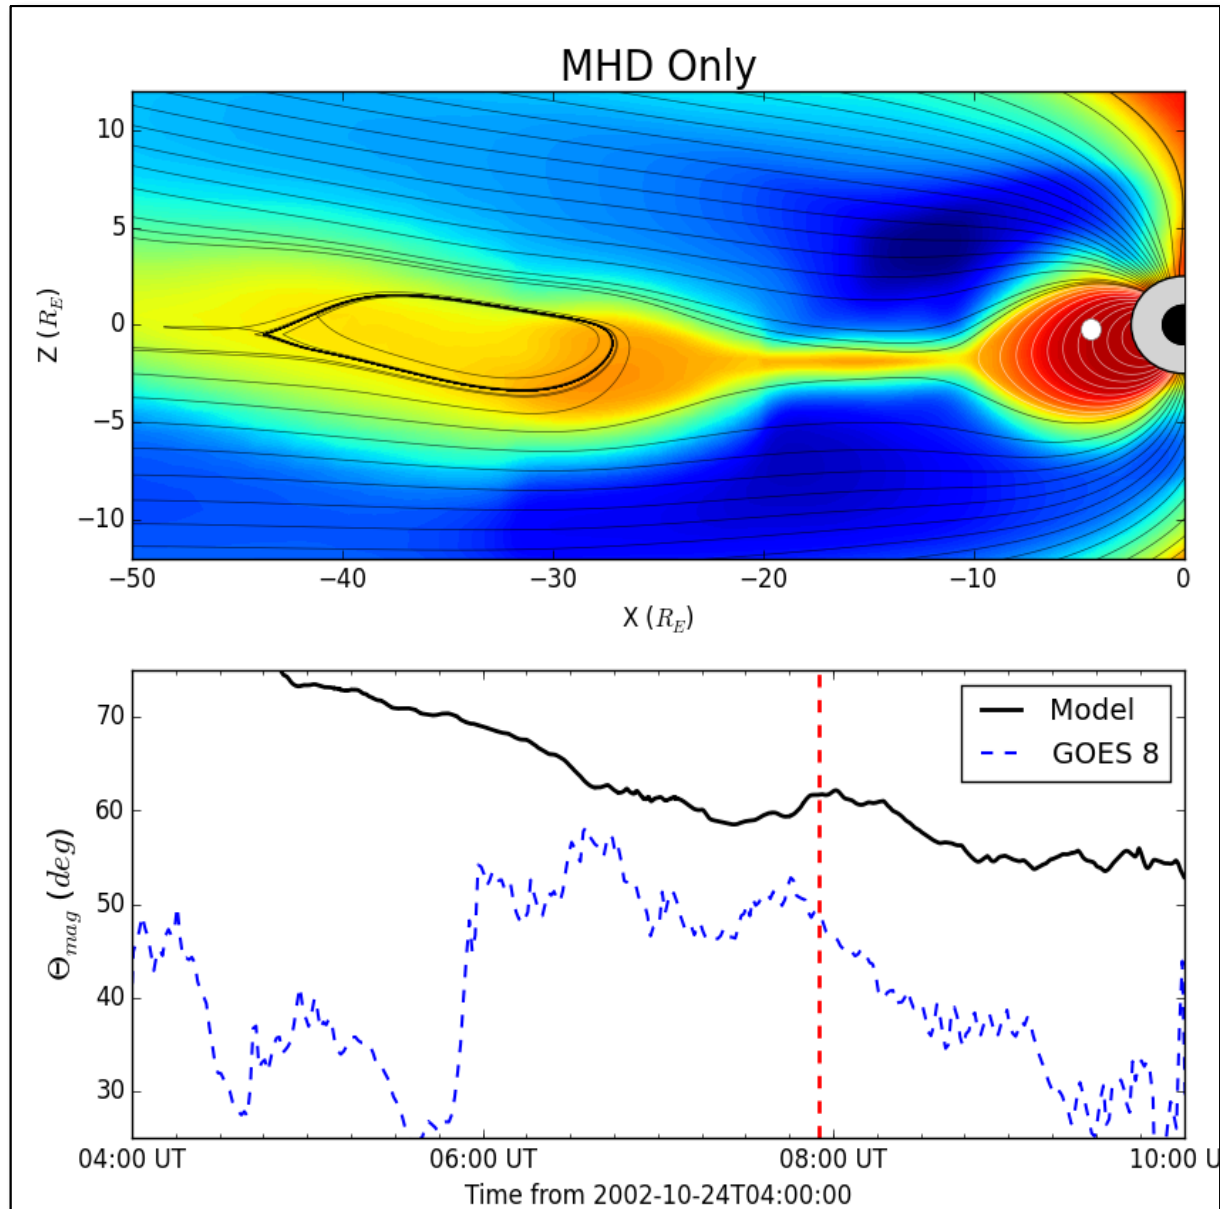 MHD Only
10
5
0
−5
−10
Z (R_E)
−50 −40 −30 −20 −10 0
X (R_E)
70
60
50
40
30
Θ_mag (deg)
Model
GOES 8
04:00 UT 06:00 UT 08:00 UT 10:00 U
Time from 2002-10-24T04:00:00